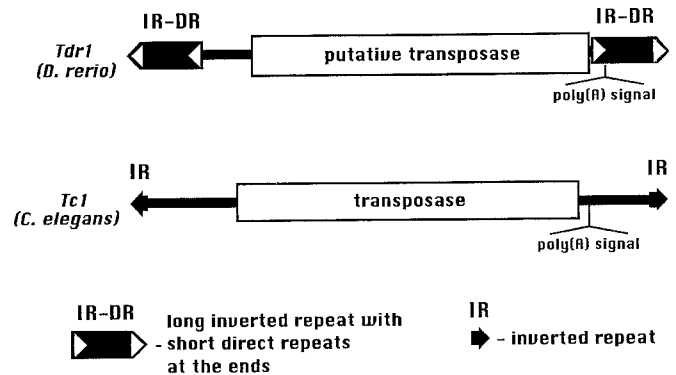 IR-DR
IR-DR
Tdr1
(D. rerio)
putative transposase
poly(A) signal
IR
IR
Tc1
(C. elegans)
transposase
poly(A) signal
IR-DR
long inverted repeat with
- short direct repeats
at the ends
IR
- inverted repeat